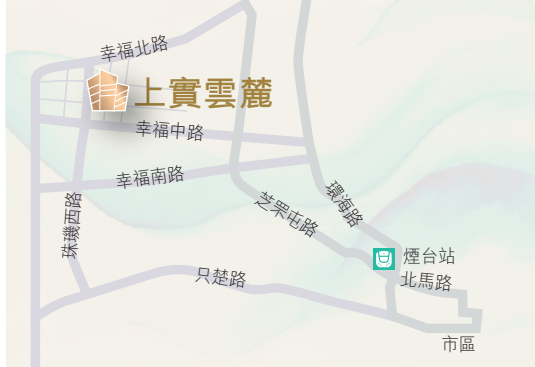 幸福北路
上實雲麓
幸福中路
幸福南路
珠璣西路
芝罘屯路
環海路
煙台站
北馬路
只楚路
市區